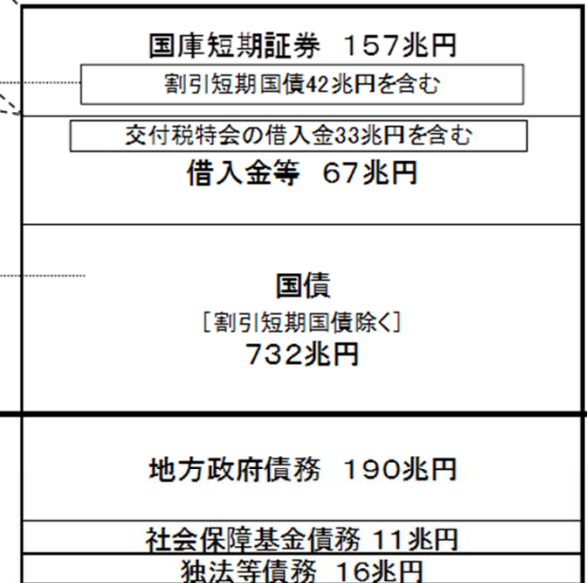 国庫短期証券 157兆円
割引短期国債42兆円を含む
交付税特会の借入金33兆円を含む
借入金等 67兆円
国債
[割引短期国債除く]
732兆円
地方政府債務 190兆円
社会保障基金債務 11兆円
独法等債務 16兆円